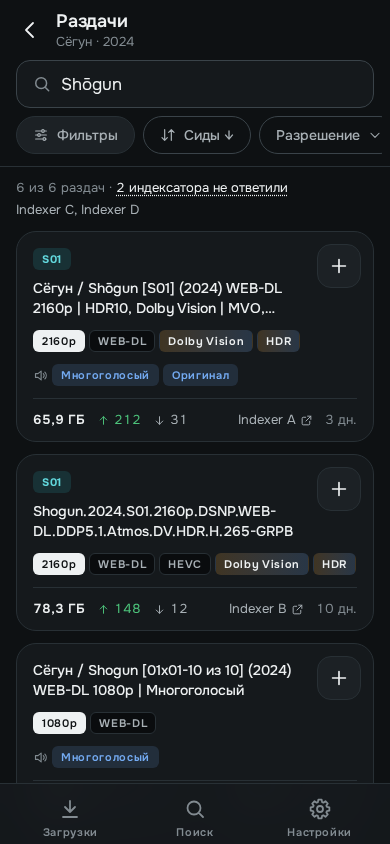 Раздачи
Сёгун · 2024
Shōgun
Фильтры
Сиды ↓
Разрешение
6 из 6 раздач · 2 индексатора не ответили
Indexer C, Indexer D
S01
Сёгун / Shōgun [S01] (2024) WEB-DL
2160p | HDR10, Dolby Vision | MVO,…
2160p WEB-DL Dolby Vision HDR
Многоголосый Оригинал
65,9 ГБ ↑ 212 ↓ 31 Indexer A 3 дн.
S01
Shogun.2024.S01.2160p.DSNP.WEB-
DL.DDP5.1.Atmos.DV.HDR.H.265-GRPB
2160p WEB-DL HEVC Dolby Vision HDR
78,3 ГБ ↑ 148 ↓ 12 Indexer B 10 дн.
Сёгун / Shogun [01x01-10 из 10] (2024)
WEB-DL 1080p | Многоголосый
1080p WEB-DL
Многоголосый
Загрузки
Поиск
Настройки